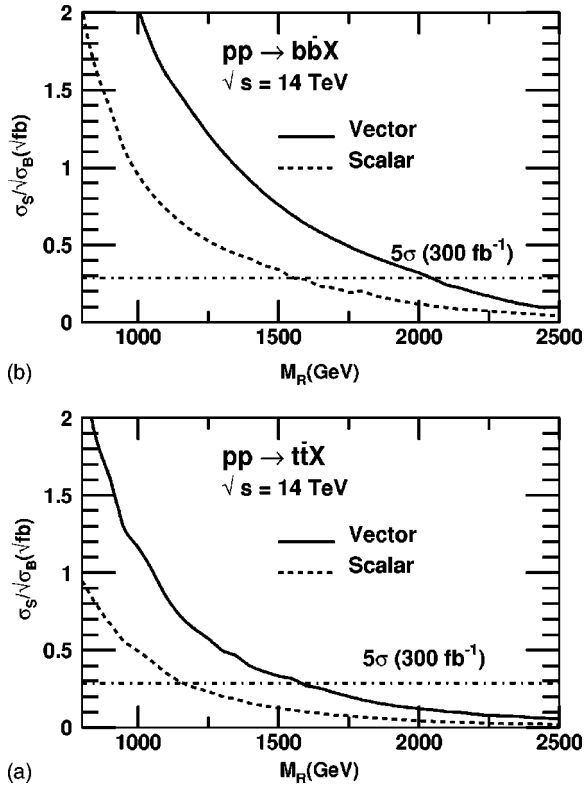 2
pp → bb̄X
√ s = 14 TeV
1.5
Vector
Scalar
1
σS/√σB(√fb)
0.5
5σ (300 fb⁻¹)
0
1000 1500 2000 2500
(b)
MR(GeV)
2
pp → tt̄X
√ s = 14 TeV
1.5
Vector
Scalar
1
σS/√σB(√fb)
0.5
5σ (300 fb⁻¹)
0
1000 1500 2000 2500
(a)
MR(GeV)